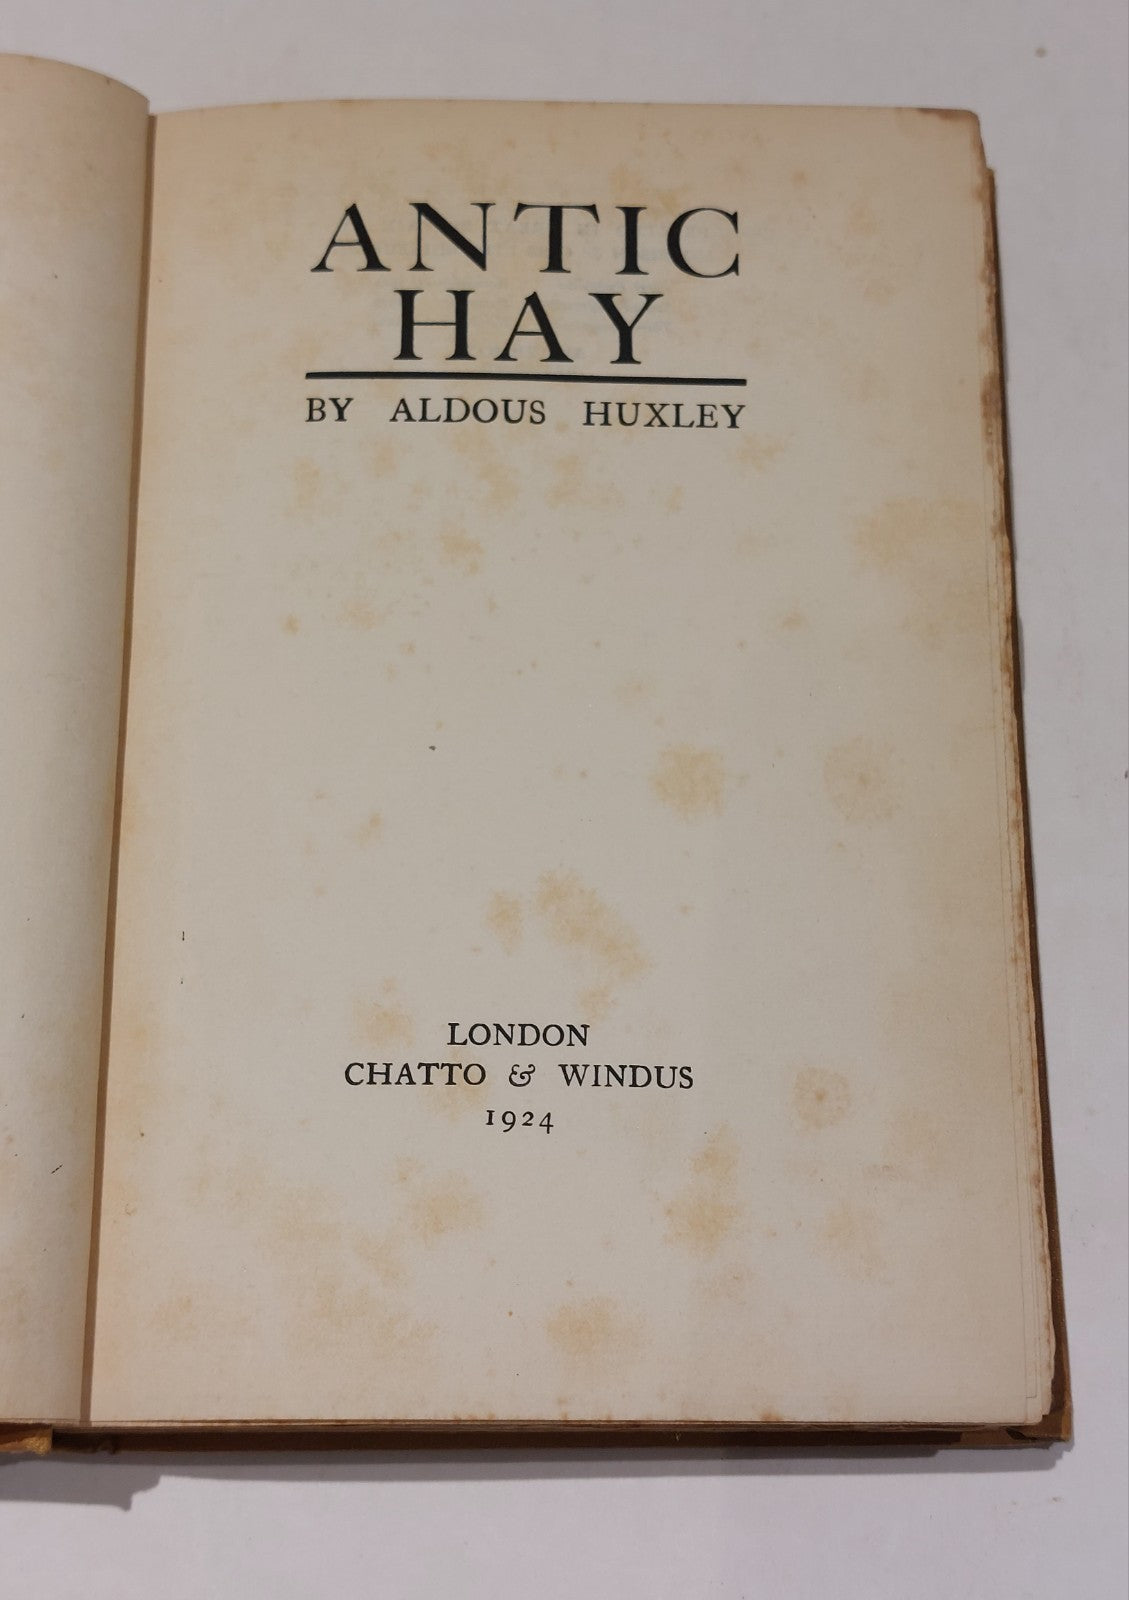 ANTIC
HAY
BY ALDOUS HUXLEY
LONDON
CHATTO & WINDUS
1924